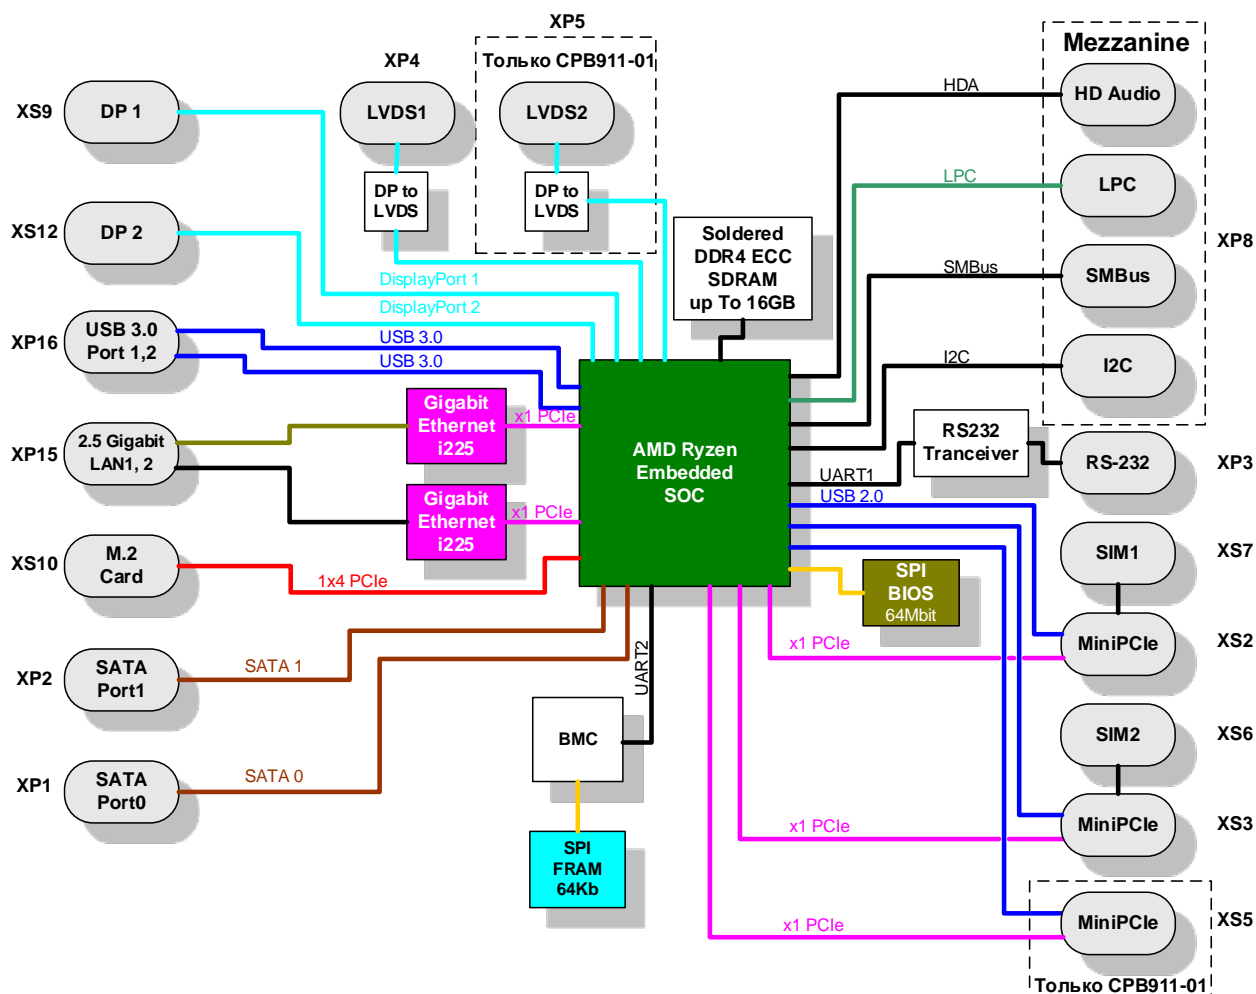 XP5
XP4
Только CPB911-01
Mezzanine
XS9
DP 1
LVDS1
LVDS2
HDA
HD Audio
DP to
LVDS
DP to
LVDS
LPC
LPC
XS12
DP 2
Soldered
DDR4 ECC
SDRAM
up To 16GB
XP8
SMBus
SMBus
DisplayPort 1
DisplayPort 2
XP16
USB 3.0
Port 1,2
USB 3.0
USB 3.0
I2C
I2C
Gigabit
Ethernet
i225
x1 PCIe
XP15
2.5 Gigabit
LAN1, 2
AMD Ryzen
Embedded
SOC
RS232
Tranceiver
RS-232
XP3
UART1
USB 2.0
Gigabit
Ethernet
i225
x1 PCIe
XS10
M.2
Card
1x4 PCIe
SIM1
XS7
SPI
BIOS
64Mbit
x1 PCIe
MiniPCIe
XS2
XP2
SATA
Port1
SATA 1
UART2
BMC
SIM2
XS6
XP1
SATA
Port0
SATA 0
x1 PCIe
MiniPCIe
XS3
SPI
FRAM
64Kb
x1 PCIe
MiniPCIe
XS5
Только CPB911-01